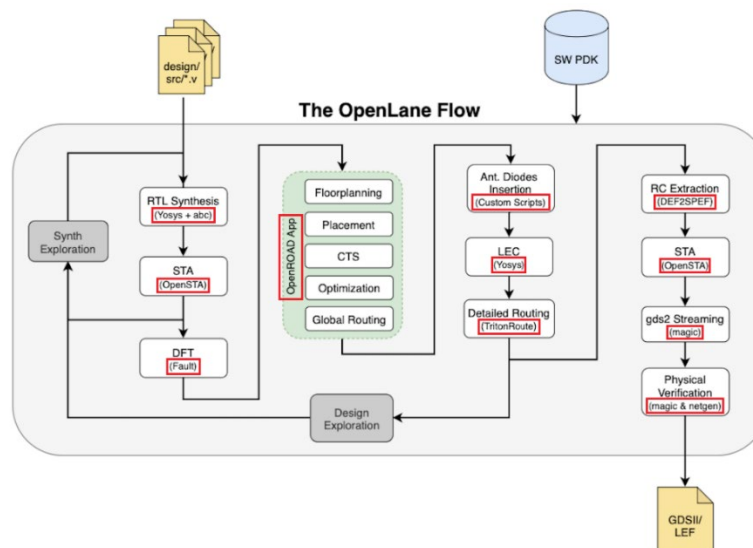 design/
src/*.v
SW PDK
The OpenLane Flow
RTL Synthesis
(Yosys + abc)
Synth
Exploration
STA
(OpenSTA)
DFT
(Fault)
OpenROAD App
Floorplanning
Placement
CTS
Optimization
Global Routing
Ant. Diodes
Insertion
(Custom Scripts)
LEC
(Yosys)
Detailed Routing
(TritonRoute)
Design
Exploration
RC Extraction
(DEF2SPEF)
STA
(OpenSTA)
gds2 Streaming
(magic)
Physical
Verification
(magic & netgen)
GDSII/
LEF